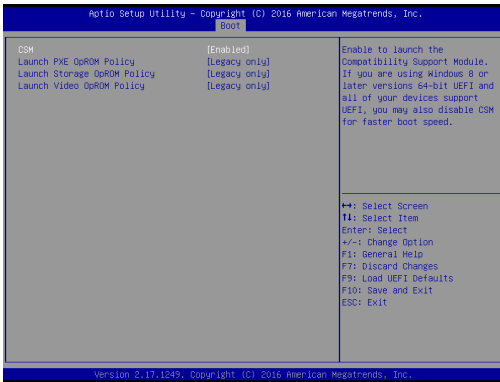 Aptio Setup Utility – Copyright (C) 2016 American Megatrends, Inc.
Boot
CSM [Enabled]
Launch PXE OpROM Policy [Legacy only]
Launch Storage OpROM Policy [Legacy only]
Launch Video OpROM Policy [Legacy only]
Enable to launch the
Compatibility Support Module.
If you are using Windows 8 or
later versions 64-bit UEFI and
all of your devices support
UEFI, you may also disable CSM
for faster boot speed.
↔: Select Screen
↑↓: Select Item
Enter: Select
+/-: Change Option
F1: General Help
F7: Discard Changes
F9: Load UEFI Defaults
F10: Save and Exit
ESC: Exit
Version 2.17.1249. Copyright (C) 2016 American Megatrends, Inc.